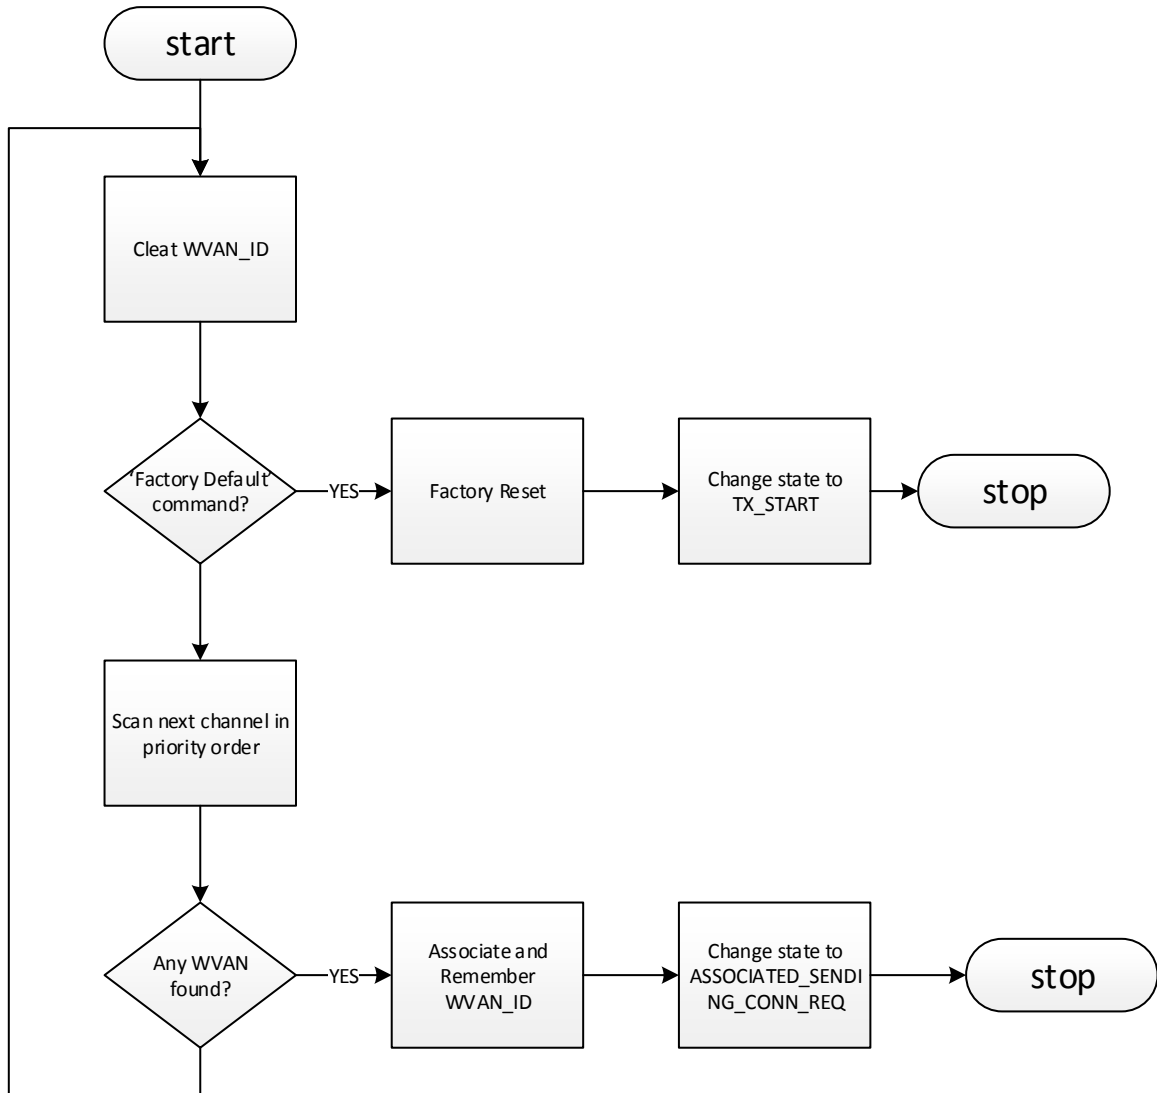 start
Cleat WVAN_ID
‘Factory Default’
command?
YES
Factory Reset
Change state to
TX_START
stop
Scan next channel in
priority order
Any WVAN
found?
YES
Associate and
Remember
WVAN_ID
Change state to
ASSOCIATED_SENDI
NG_CONN_REQ
stop